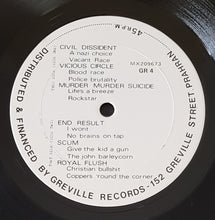 45RPM
CIVIL DISSIDENT
A nazi choice
Vacant Race
MX209673
VICIOUS CIRCLE
GR 4
Blood race
Police brutality
MURDER MURDER SUICIDE
Lifes a breeze
Rockstar
END RESULT
I wont
No brains on tap
SCUM
Give the kid a gun
The john barleycorn
ROYAL FLUSH
Christian bullshit
Coppers 'round the corner
DISTRIBUTED & FINANCED BY GREVILLE RECORDS-152 GREVILLE STREET PRAHRAN